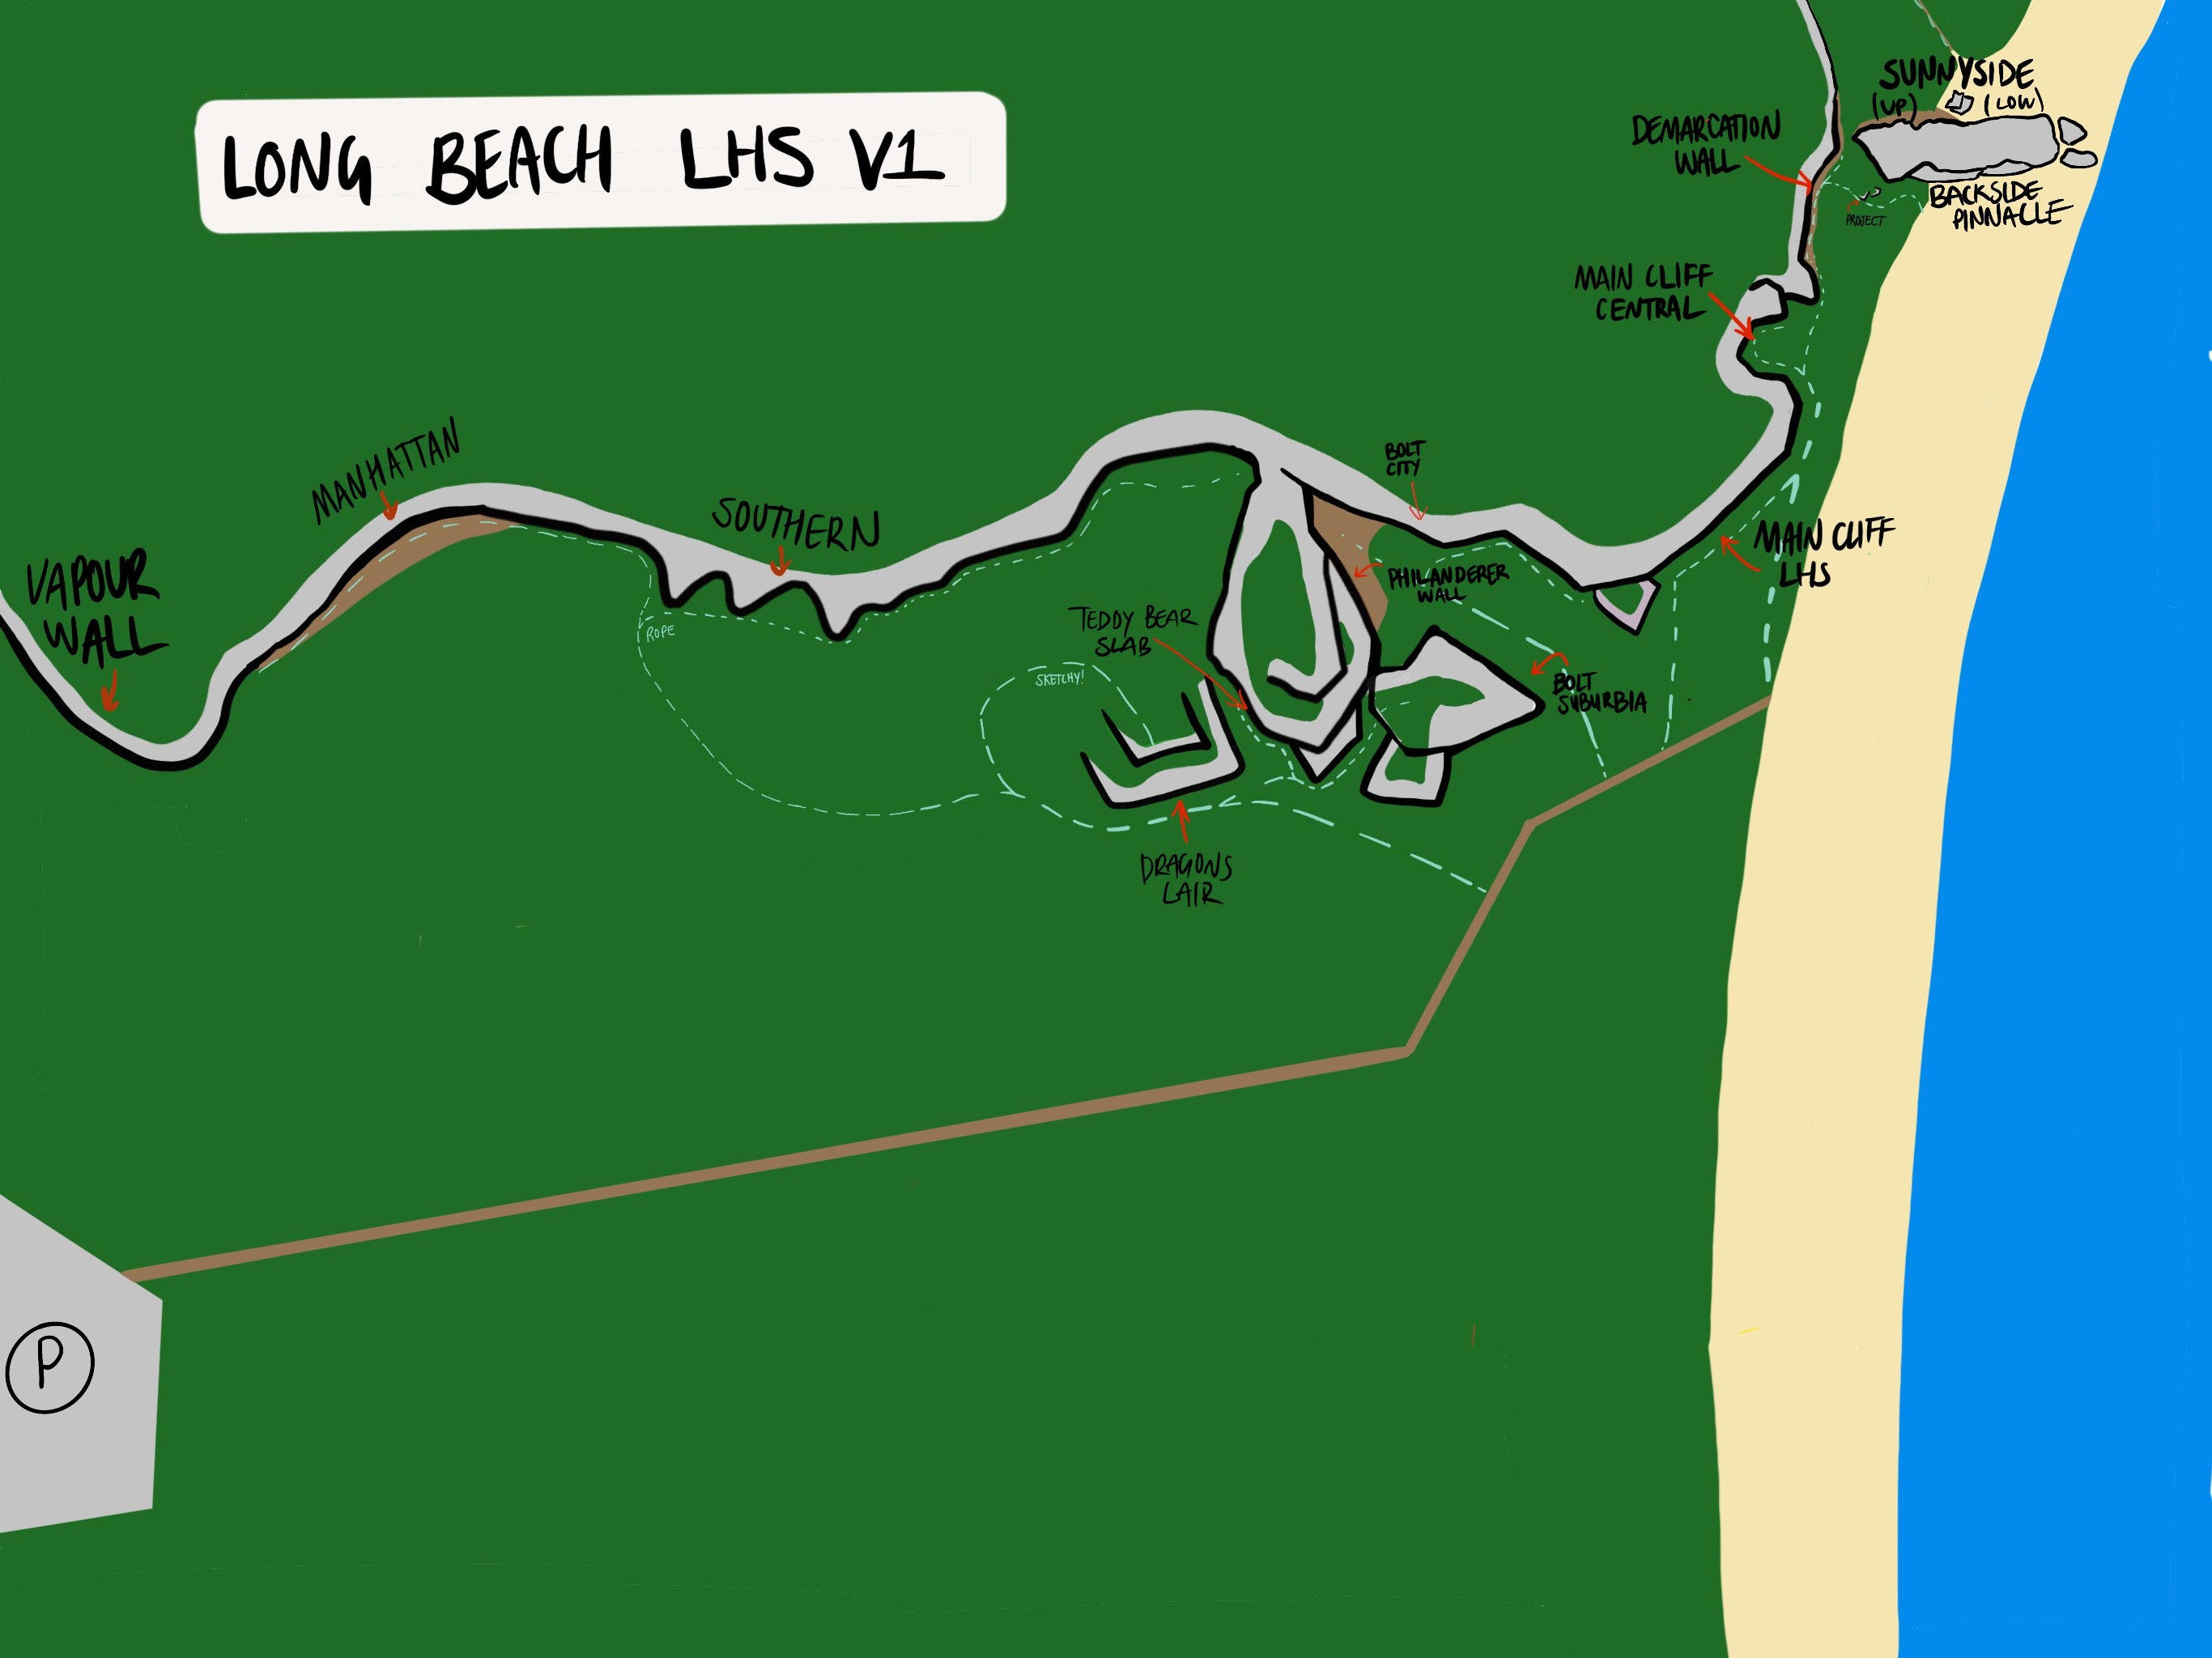 LONG BEACH LHS V1
SUNNYSIDE
(UP)
(LOW)
DEMARCATION
WALL
BACKSIDE
PINNACLE
PROJECT
MAIN CLIFF
CENTRAL
MANHATTAN
SOUTHERN
BOLT
CITY
MAIN CLIFF
LHS
VAPOUR
WALL
PHILANDERER
WALL
TEDDY BEAR
SLAB
ROPE
SKETCHY!
BOLT
SUBURBIA
DRAGONS
LAIR
P